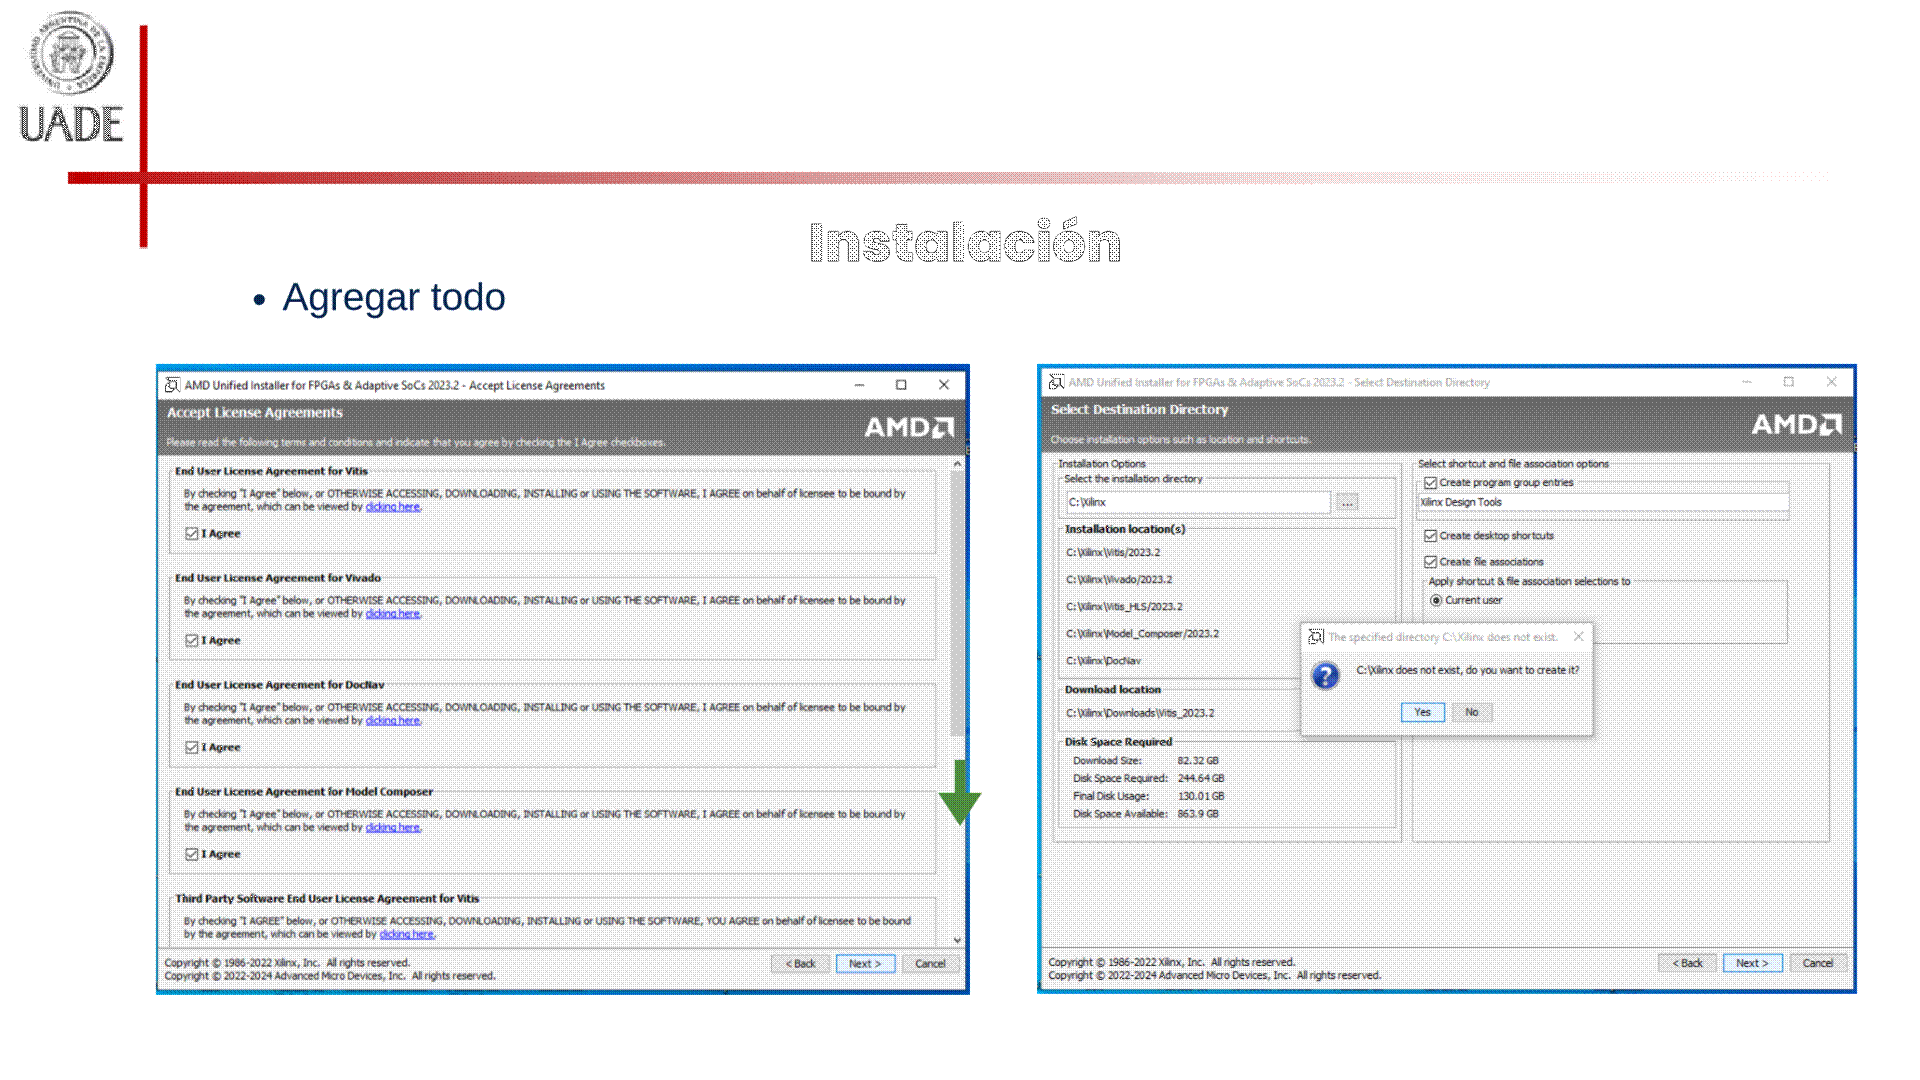 UADE
Instalación
• Agregar todo
AMD Unified Installer for FPGAs & Adaptive SoCs 2023.2 - Accept License Agreements
Accept License Agreements
AMD
Please read the following terms and conditions and indicate that you agree by checking the I Agree checkboxes.
End User License Agreement for Vitis
By checking "I Agree" below, or OTHERWISE ACCESSING, DOWNLOADING, INSTALLING or USING THE SOFTWARE, I AGREE on behalf of licensee to be bound by
the agreement, which can be viewed by clicking here.
I Agree
End User License Agreement for Vivado
By checking "I Agree" below, or OTHERWISE ACCESSING, DOWNLOADING, INSTALLING or USING THE SOFTWARE, I AGREE on behalf of licensee to be bound by
the agreement, which can be viewed by clicking here.
I Agree
End User License Agreement for DocNav
By checking "I Agree" below, or OTHERWISE ACCESSING, DOWNLOADING, INSTALLING or USING THE SOFTWARE, I AGREE on behalf of licensee to be bound by
the agreement, which can be viewed by clicking here.
I Agree
End User License Agreement for Model Composer
By checking "I Agree" below, or OTHERWISE ACCESSING, DOWNLOADING, INSTALLING or USING THE SOFTWARE, I AGREE on behalf of licensee to be bound by
the agreement, which can be viewed by clicking here.
I Agree
Third Party Software End User License Agreement for Vitis
By checking "I AGREE" below, or OTHERWISE ACCESSING, DOWNLOADING, INSTALLING or USING THE SOFTWARE, YOU AGREE on behalf of licensee to be bound
by the agreement, which can be viewed by clicking here.
Copyright © 1986-2022 Xilinx, Inc. All rights reserved.
Copyright © 2022-2024 Advanced Micro Devices, Inc. All rights reserved.
< Back Next > Cancel
AMD Unified Installer for FPGAs & Adaptive SoCs 2023.2 - Select Destination Directory
Select Destination Directory
AMD
Choose installation options such as location and shortcuts.
Installation Options
Select the installation directory
C:\Xilinx ...
Installation location(s)
C:\Xilinx\Vitis/2023.2
C:\Xilinx\Vivado/2023.2
C:\Xilinx\Vitis_HLS/2023.2
C:\Xilinx\Model_Composer/2023.2
C:\Xilinx\DocNav
Download location
C:\Xilinx\Downloads\Vitis_2023.2
Disk Space Required
Download Size: 82.32 GB
Disk Space Required: 244.64 GB
Final Disk Usage: 130.01 GB
Disk Space Available: 863.9 GB
Select shortcut and file association options
Create program group entries
Xilinx Design Tools
Create desktop shortcuts
Create file associations
Apply shortcut & file association selections to
Current user
The specified directory C:\Xilinx does not exist.
C:\Xilinx does not exist, do you want to create it?
Yes No
Copyright © 1986-2022 Xilinx, Inc. All rights reserved.
Copyright © 2022-2024 Advanced Micro Devices, Inc. All rights reserved.
< Back Next > Cancel